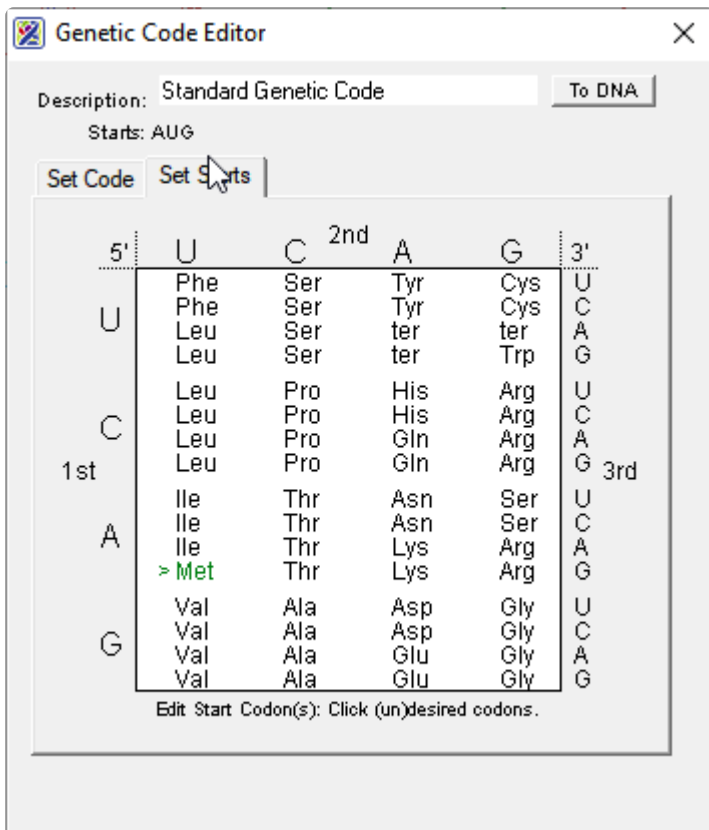 Genetic Code Editor
Description: Standard Genetic Code To DNA
Starts: AUG
Set Code Set Starts
2nd
5' U C A G 3'
U Phe Ser Tyr Cys U
Phe Ser Tyr Cys C
Leu Ser ter ter A
Leu Ser ter Trp G
C Leu Pro His Arg U
Leu Pro His Arg C
Leu Pro Gln Arg A
Leu Pro Gln Arg G
1st 3rd
A Ile Thr Asn Ser U
Ile Thr Asn Ser C
Ile Thr Lys Arg A
> Met Thr Lys Arg G
G Val Ala Asp Gly U
Val Ala Asp Gly C
Val Ala Glu Gly A
Val Ala Glu Gly G
Edit Start Codon(s): Click (un)desired codons.